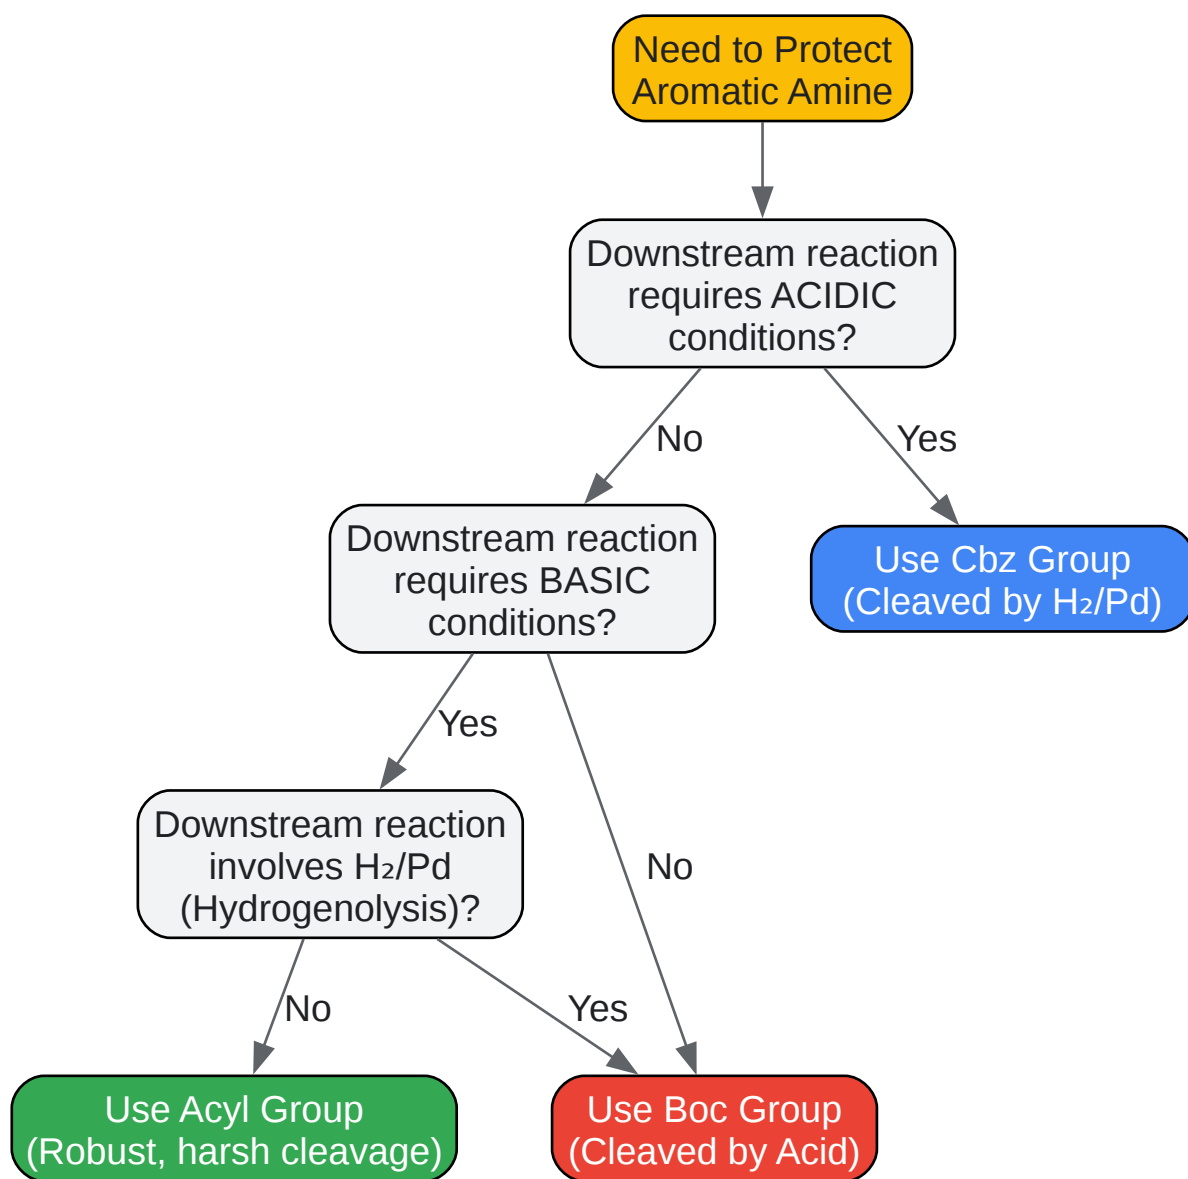 Need to Protect
Aromatic Amine
Downstream reaction
requires ACIDIC
conditions?
No
Yes
Downstream reaction
requires BASIC
conditions?
Use Cbz Group
(Cleaved by H₂/Pd)
Yes
No
Downstream reaction
involves H₂/Pd
(Hydrogenolysis)?
No
Yes
Use Acyl Group
(Robust, harsh cleavage)
Use Boc Group
(Cleaved by Acid)